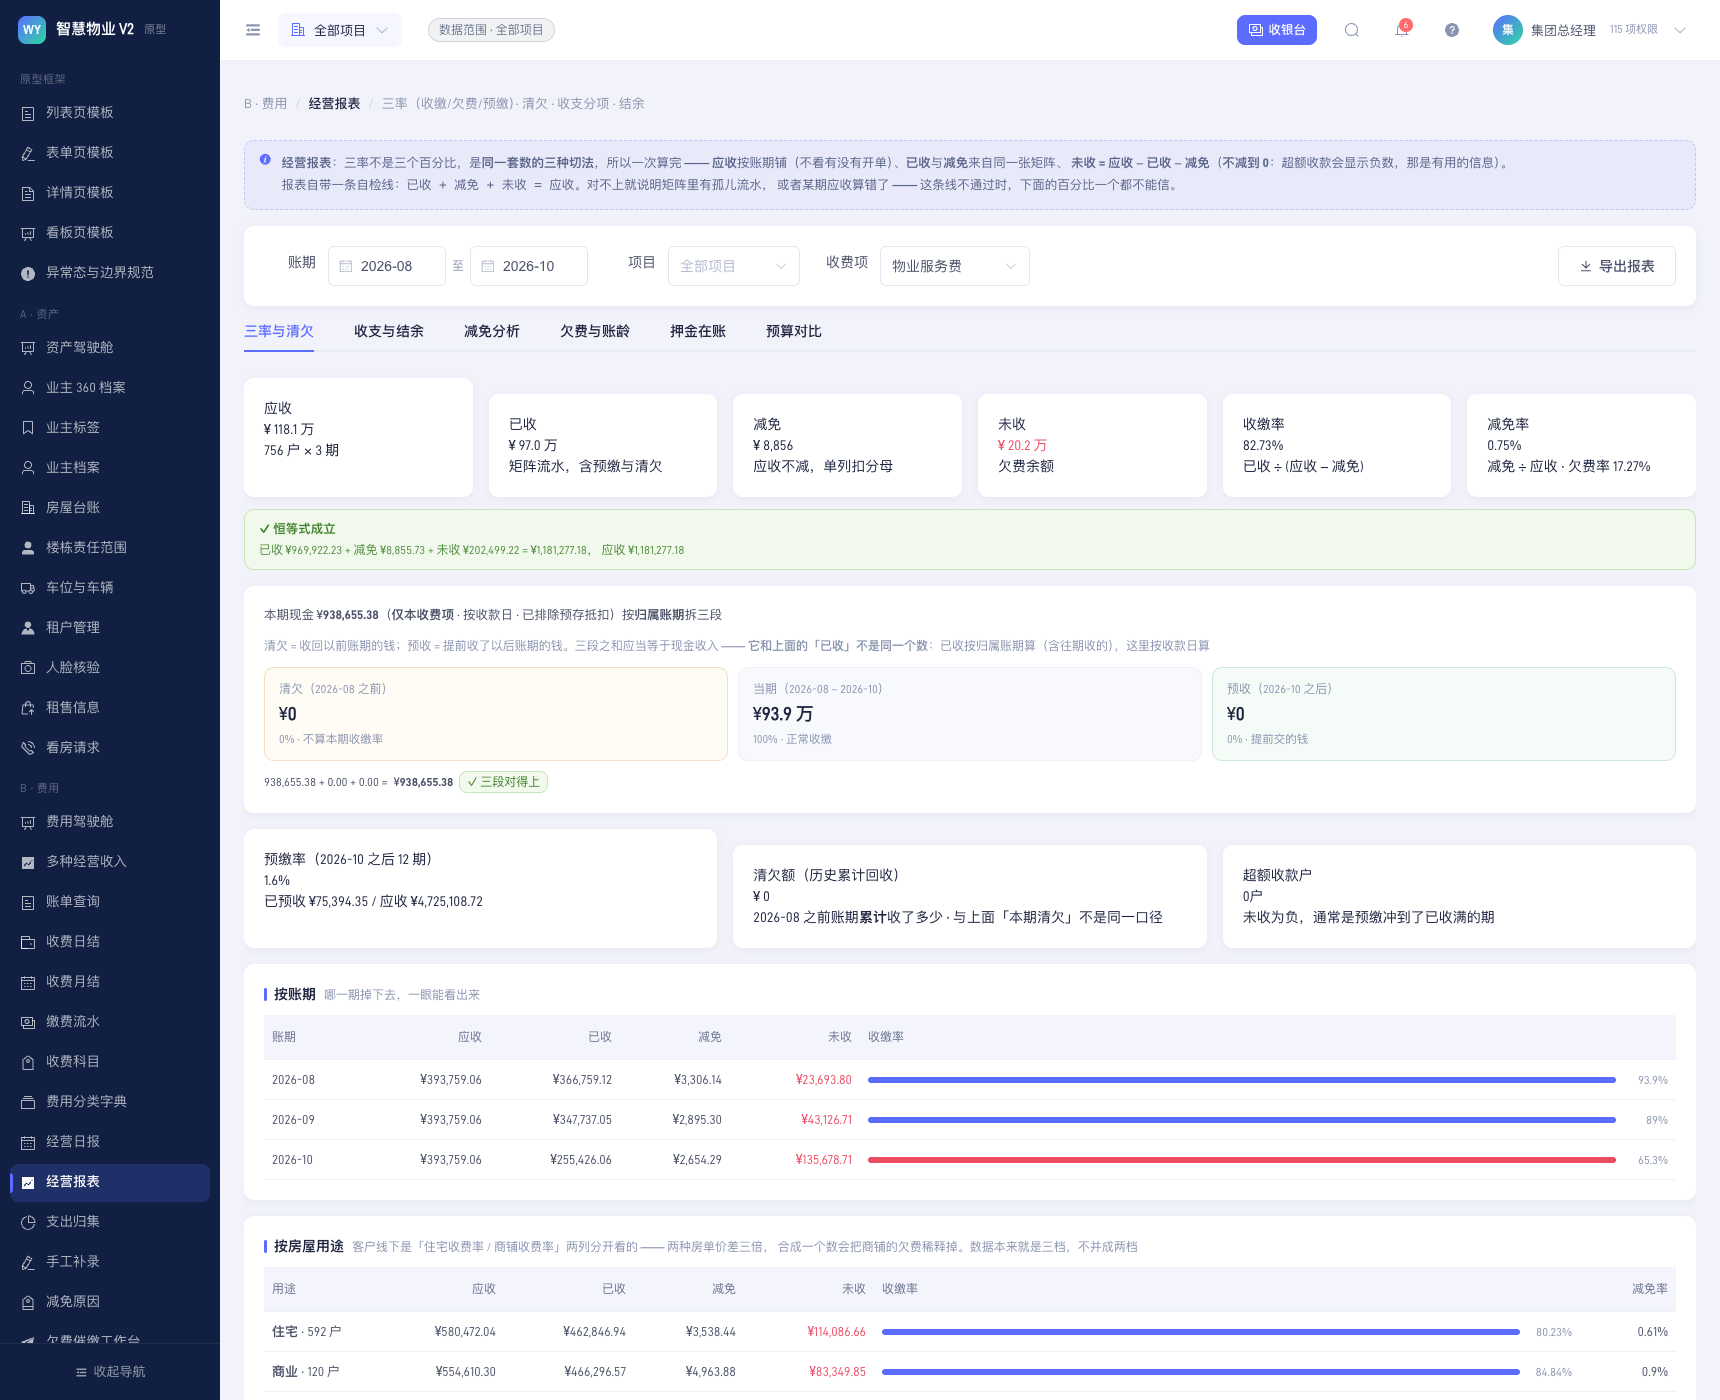 WY 智慧物业 V2 原型
原型框架
列表页模板
表单页模板
详情页模板
看板页模板
异常态与边界规范
A · 资产
资产驾驶舱
业主 360 档案
业主标签
业主档案
房屋台账
楼栋责任范围
车位与车辆
租户管理
人脸核验
租售信息
看房请求
B · 费用
费用驾驶舱
多种经营收入
账单查询
收费日结
收费月结
缴费流水
收费科目
费用分类字典
经营日报
经营报表
支出归集
手工补录
减免原因
欠费催缴工作台
收起导航
全部项目
数据范围 · 全部项目
收银台
6
集 集团总经理 115 项权限
B · 费用 / 经营报表 / 三率（收缴/欠费/预缴）· 清欠 · 收支分项 · 结余
经营报表：三率不是三个百分比，是同一套数的三种切法，所以一次算完 —— 应收按账期铺（不看有没有开单）、已收与减免来自同一张矩阵、 未收 = 应收 − 已收 − 减免（不减到 0：超额收款会显示负数，那是有用的信息）。
报表自带一条自检线：已收 + 减免 + 未收 = 应收。对不上就说明矩阵里有孤儿流水， 或者某期应收算错了 —— 这条线不通过时，下面的百分比一个都不能信。
账期 2026-08 至 2026-10 项目 全部项目 收费项 物业服务费 导出报表
三率与清欠 收支与结余 减免分析 欠费与账龄 押金在账 预算对比
应收
¥ 118.1 万
756 户 × 3 期
已收
¥ 97.0 万
矩阵流水，含预缴与清欠
减免
¥ 8,856
应收不减，单列扣分母
未收
¥ 20.2 万
欠费余额
收缴率
82.73%
已收 ÷ (应收 − 减免)
减免率
0.75%
减免 ÷ 应收 · 欠费率 17.27%
✓ 恒等式成立
已收 ¥969,922.23 + 减免 ¥8,855.73 + 未收 ¥202,499.22 = ¥1,181,277.18， 应收 ¥1,181,277.18
本期现金 ¥938,655.38（仅本收费项 · 按收款日 · 已排除预存抵扣）按归属账期拆三段
清欠 = 收回以前账期的钱；预收 = 提前收了以后账期的钱。三段之和应当等于现金收入 —— 它和上面的「已收」不是同一个数：已收按归属账期算（含往期收的），这里按收款日算
清欠（2026-08 之前）
¥0
0% · 不算本期收缴率
当期（2026-08 ~ 2026-10）
¥93.9 万
100% · 正常收缴
预收（2026-10 之后）
¥0
0% · 提前交的钱
938,655.38 + 0.00 + 0.00 = ¥938,655.38 ✓ 三段对得上
预缴率（2026-10 之后 12 期）
1.6%
已预收 ¥75,394.35 / 应收 ¥4,725,108.72
清欠额（历史累计回收）
¥ 0
2026-08 之前账期累计收了多少 · 与上面「本期清欠」不是同一口径
超额收款户
0户
未收为负，通常是预缴冲到了已收满的期
按账期 哪一期掉下去，一眼能看出来
账期 应收 已收 减免 未收 收缴率
2026-08 ¥393,759.06 ¥366,759.12 ¥3,306.14 ¥23,693.80 93.9%
2026-09 ¥393,759.06 ¥347,737.05 ¥2,895.30 ¥43,126.71 89%
2026-10 ¥393,759.06 ¥255,426.06 ¥2,654.29 ¥135,678.71 65.3%
按房屋用途 客户线下是「住宅收费率 / 商铺收费率」两列分开看的 —— 两种房单价差三倍， 合成一个数会把商铺的欠费稀释掉。数据本来就是三档，不并成两档
用途 应收 已收 减免 未收 收缴率 减免率
住宅 · 592 户 ¥580,472.04 ¥462,846.94 ¥3,538.44 ¥114,086.66 80.23% 0.61%
商业 · 120 户 ¥554,610.30 ¥466,296.57 ¥4,963.88 ¥83,349.85 84.84% 0.9%